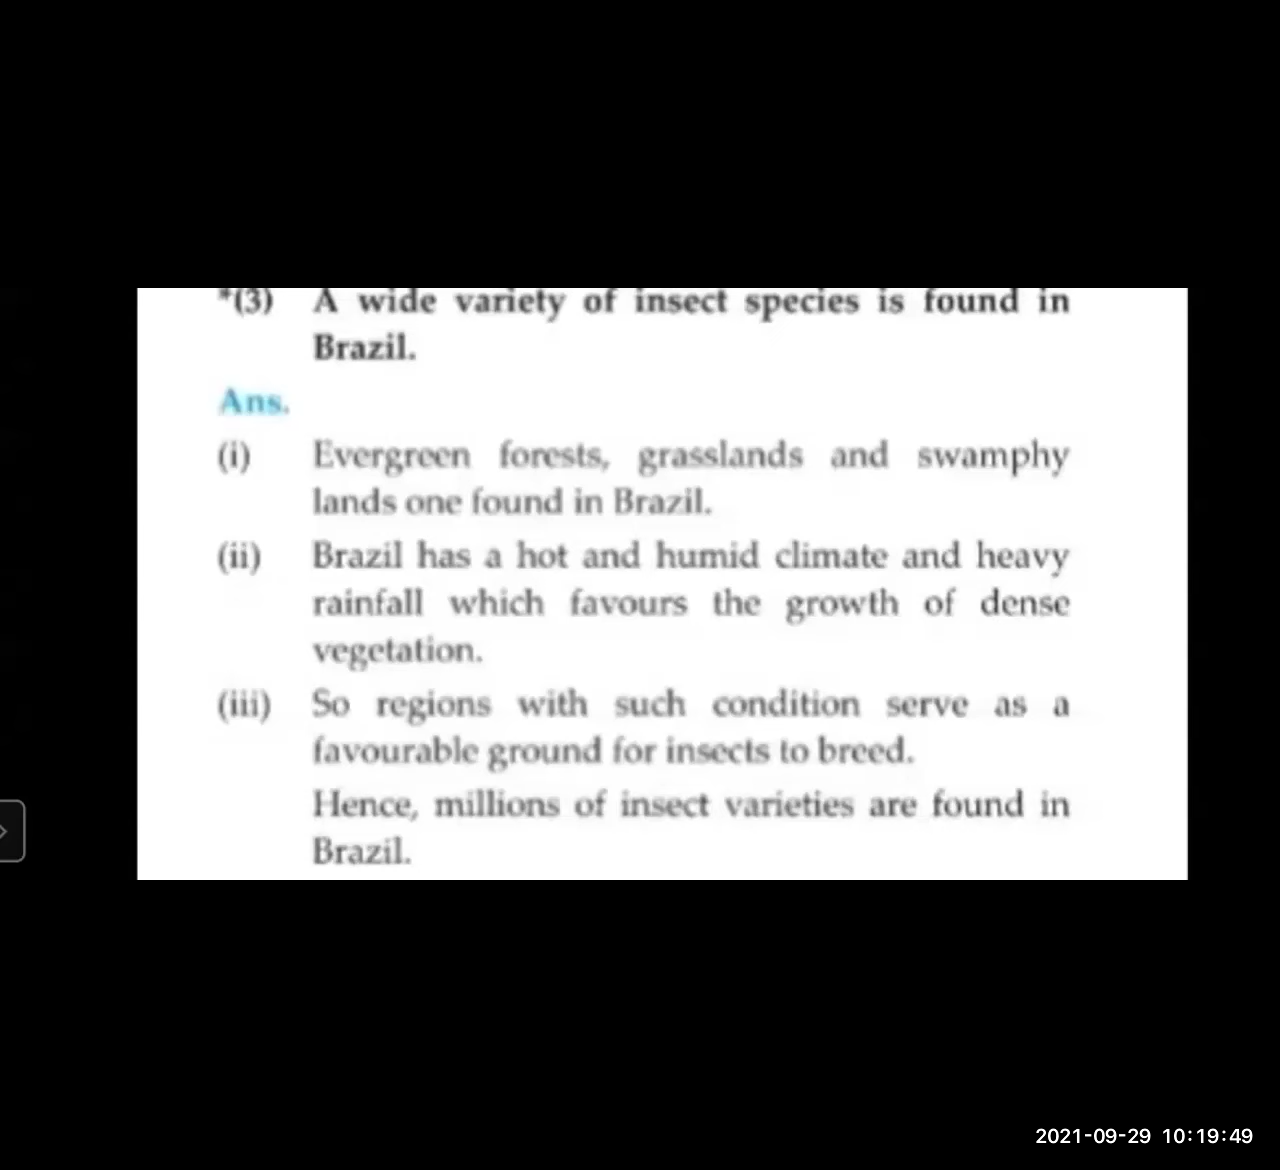 *(3) A wide variety of insect species is found in
Brazil.
Ans.
(i) Evergreen forests, grasslands and swamphy
lands one found in Brazil.
(ii) Brazil has a hot and humid climate and heavy
rainfall which favours the growth of dense
vegetation.
(iii) So regions with such condition serve as a
favourable ground for insects to breed.
Hence, millions of insect varieties are found in
Brazil.
2021-09-29 10:19:49